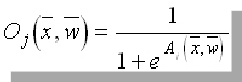 O_j(x̄, w̄) = 1 / (1 + e^{A_j(x̄, w̄)})